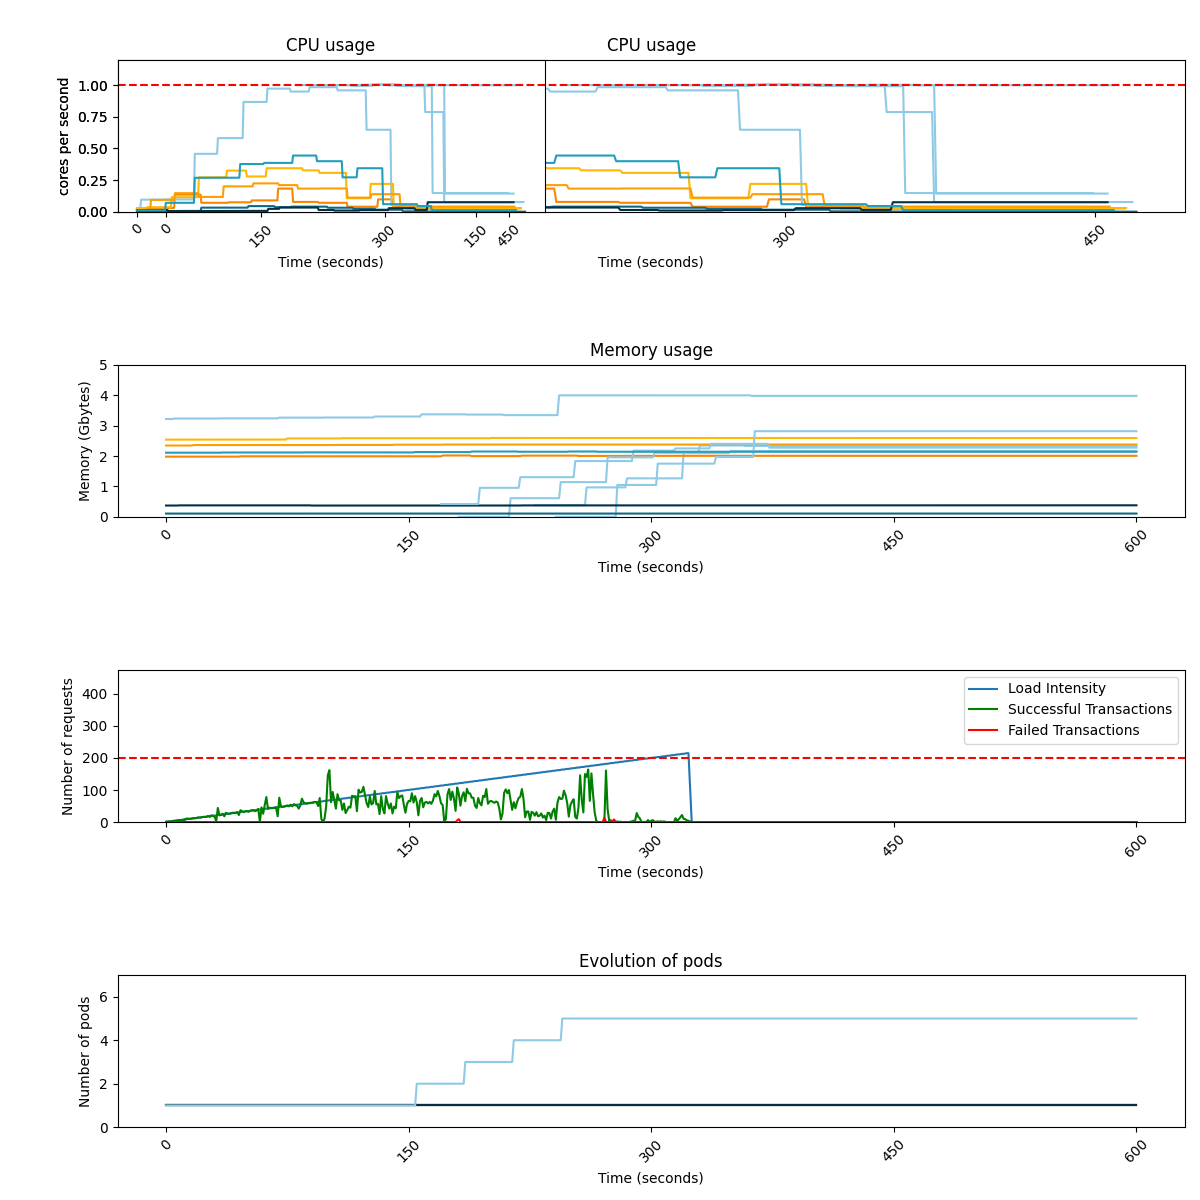 CPU usage CPU usage
1.00
0.75
0.50
0.25
0.00
cores per second
0 0 150 300 150 450 300 450
Time (seconds) Time (seconds)
Memory usage
5
4
3
2
1
0
Memory (Gbytes)
0 150 300 450 600
Time (seconds)
400
300
200
100
0
Number of requests
Load Intensity
Successful Transactions
Failed Transactions
0 150 300 450 600
Time (seconds)
Evolution of pods
6
4
2
0
Number of pods
0 150 300 450 600
Time (seconds)